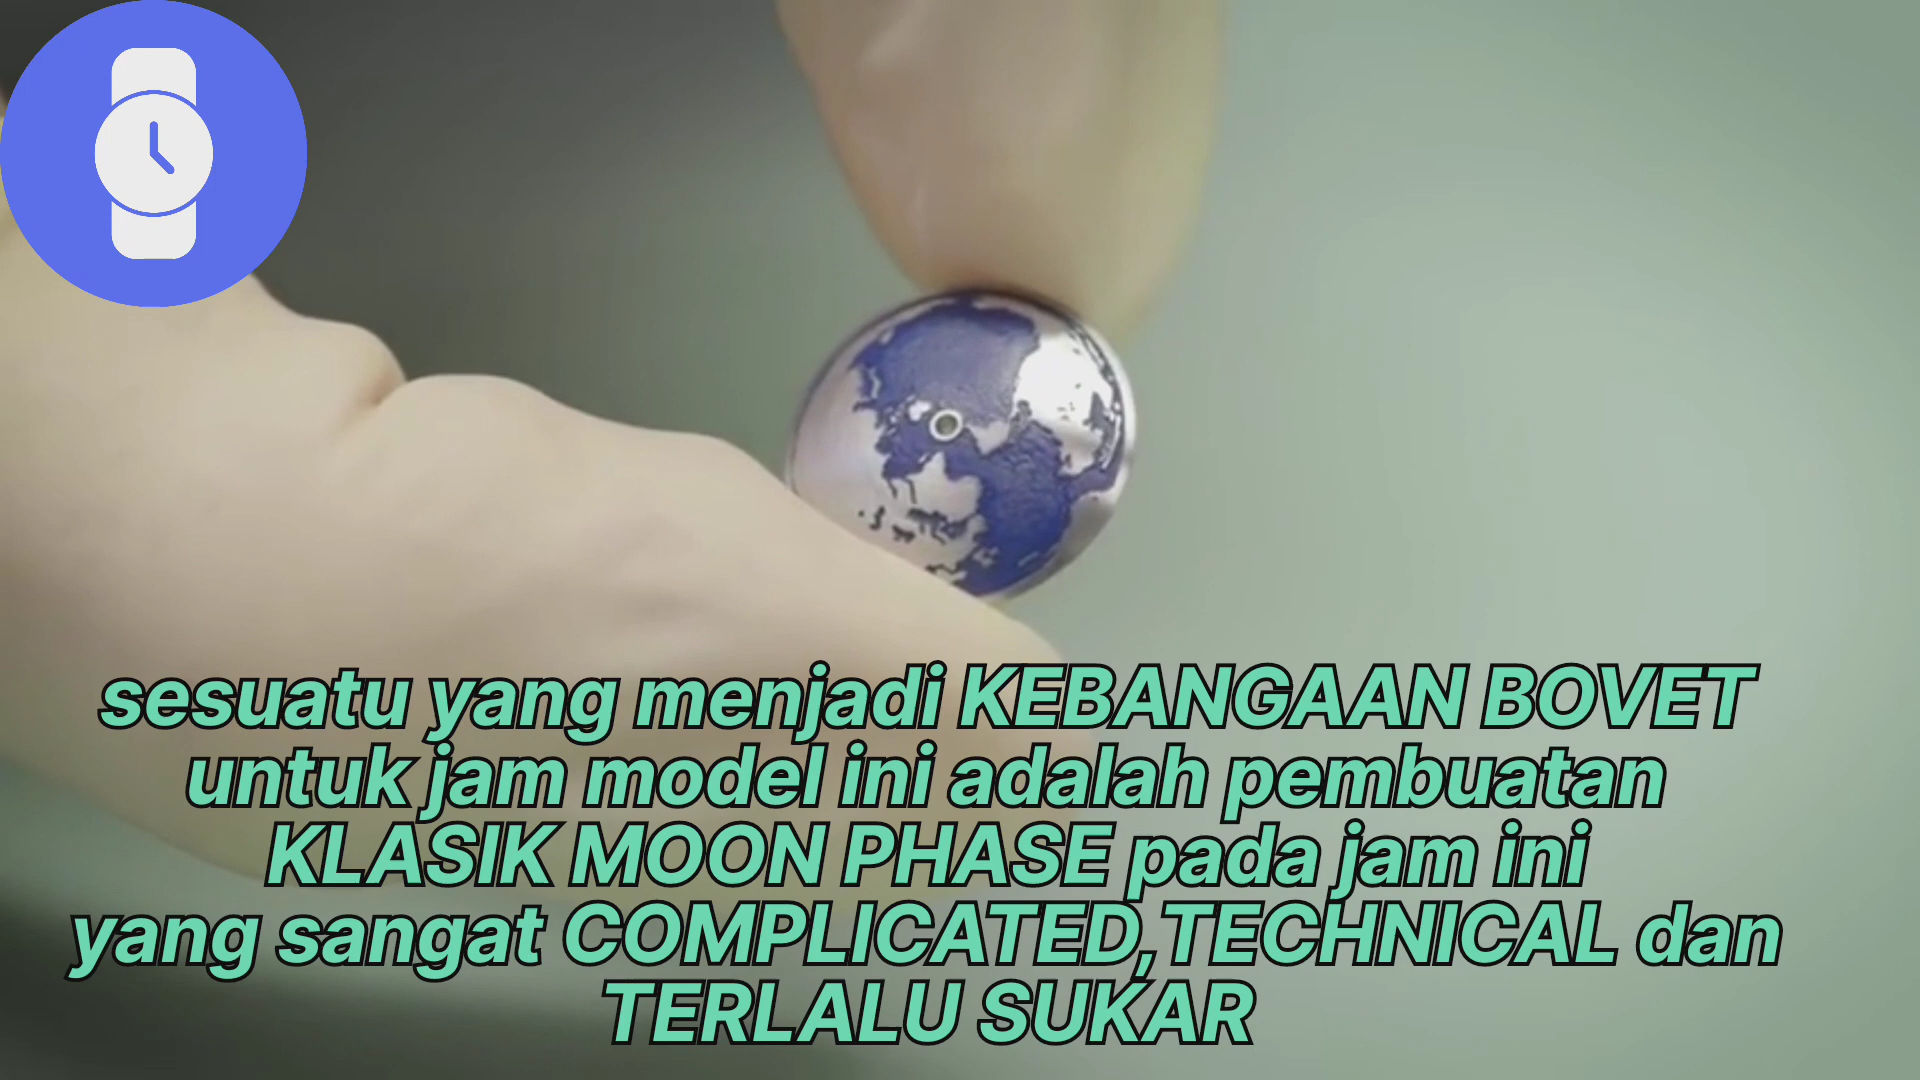 sesuatu yang menjadi KEBANGAAN BOVET
untuk jam model ini adalah pembuatan
KLASIK MOON PHASE pada jam ini
yang sangat COMPLICATED,TECHNICAL dan
TERLALU SUKAR